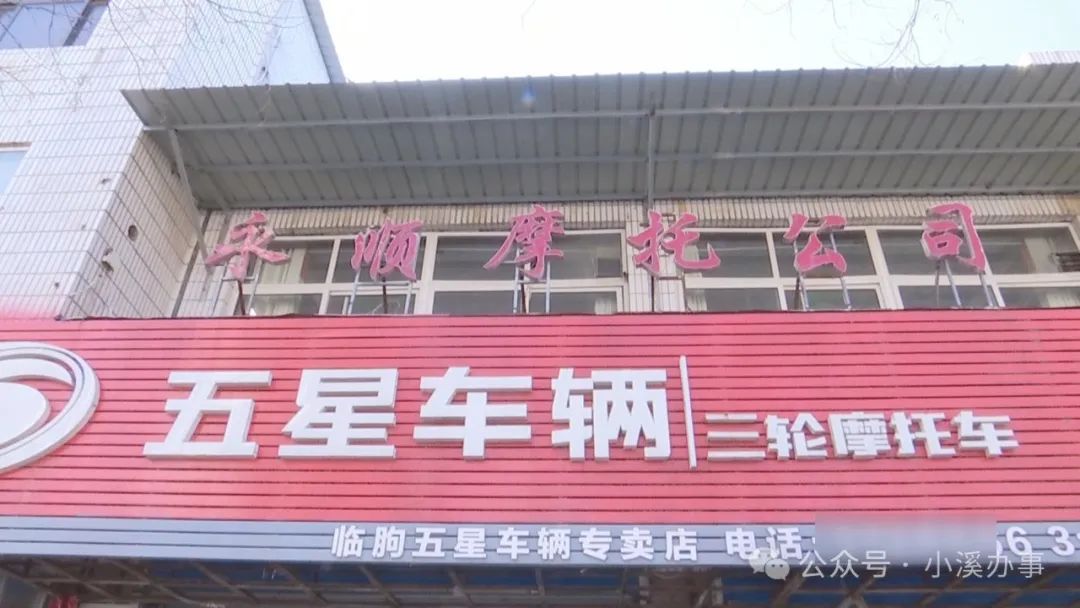 永顺摩托公司
五星车辆 三轮摩托车
临朐五星车辆专卖店 电话:
公众号·小溪办事